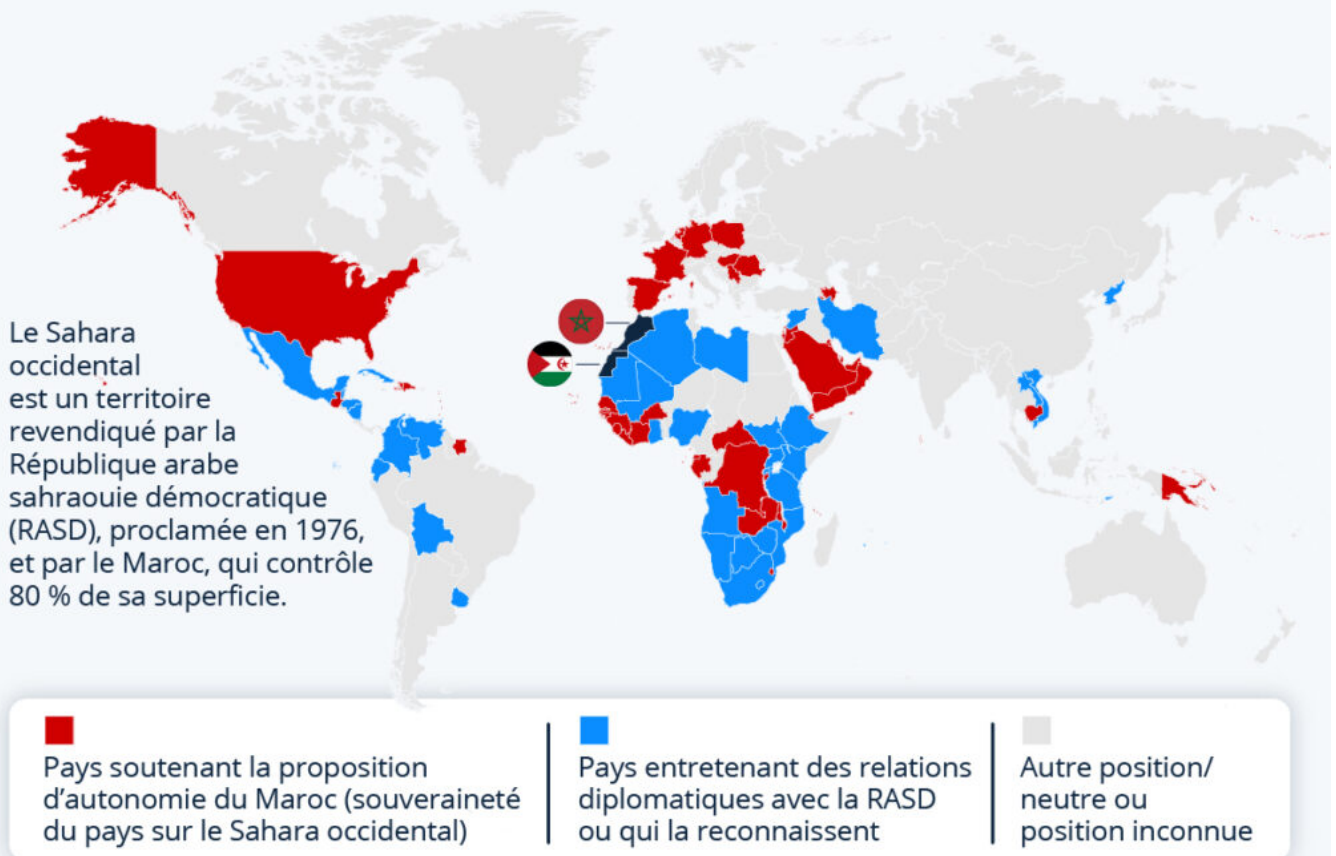 Le Sahara
occidental
est un territoire
revendiqué par la
République arabe
sahraouie démocratique
(RASD), proclamée en 1976,
et par le Maroc, qui contrôle
80 % de sa superficie.
Pays soutenant la proposition
d'autonomie du Maroc (souveraineté
du pays sur le Sahara occidental)
Pays entretenant des relations
diplomatiques avec la RASD
ou qui la reconnaissent
Autre position/
neutre ou
position inconnue